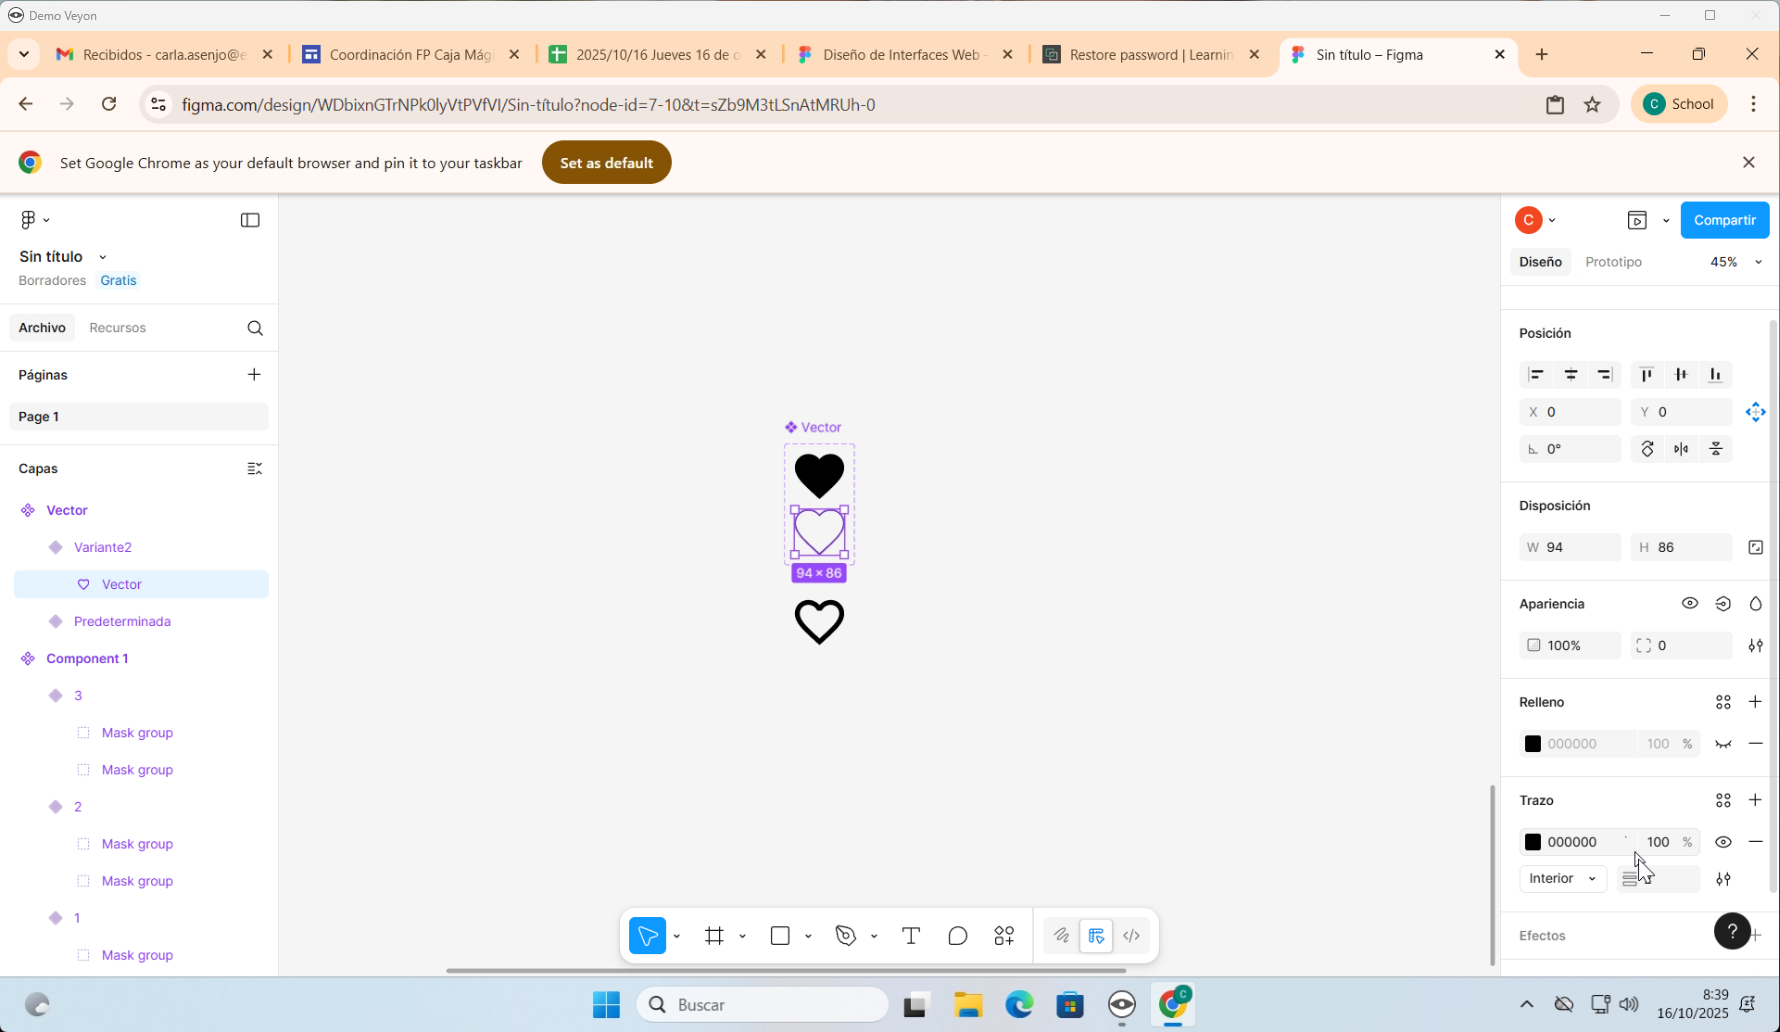 Demo Veyon
Recibidos - carla.asenjo@e
Coordinación FP Caja Mági
2025/10/16 Jueves 16 de o
Diseño de Interfaces Web -
Restore password | Learnin
Sin título – Figma
figma.com/design/WDbixnGTrNPk0lyVtPVfVI/Sin-título?node-id=7-10&t=sZb9M3tLSnAtMRUh-0
C School
Set Google Chrome as your default browser and pin it to your taskbar
Set as default
Sin título
Borradores Gratis
Archivo Recursos
Páginas
Page 1
Capas
Vector
Variante2
Vector
Predeterminada
Component 1
3
Mask group
Mask group
2
Mask group
Mask group
1
Mask group
Vector
94 × 86
C
Compartir
Diseño Prototipo 45%
Posición
X 0 Y 0
0°
Disposición
W 94 H 86
Apariencia
100% 0
Relleno
000000 100 %
Trazo
000000 100 %
Interior
Efectos
?
Buscar
C
8:39
16/10/2025